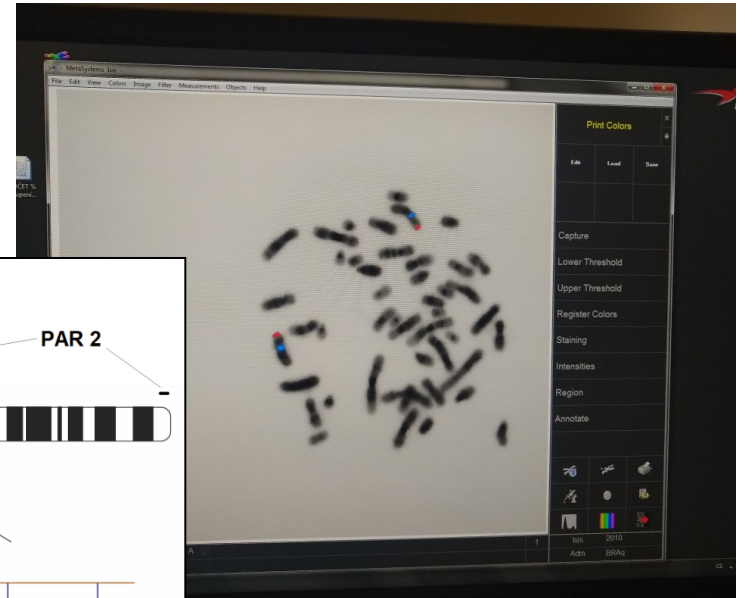 MetaSystems Isis
File Edit View Colors Image Filter Measurements Objects Help
Print Colors
Edit Load Save
Capture
Lower Threshold
Upper Threshold
Register Colors
Staining
Intensities
Region
Annotate
Isis 2010
Adm BRAq
1
PAR 2